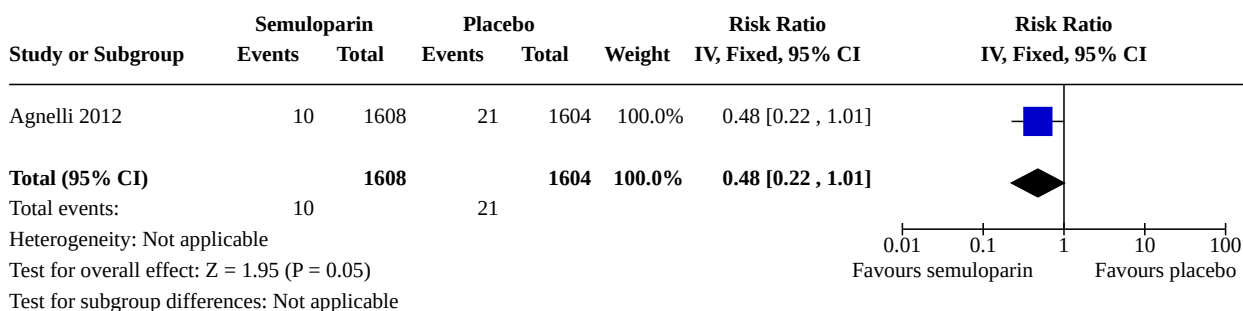 Semuloparin Placebo Risk Ratio Risk Ratio
Study or Subgroup Events Total Events Total Weight IV, Fixed, 95% CI IV, Fixed, 95% CI
Agnelli 2012 10 1608 21 1604 100.0% 0.48 [0.22 , 1.01]
Total (95% CI) 1608 1604 100.0% 0.48 [0.22 , 1.01]
Total events: 10 21
Heterogeneity: Not applicable
0.01 0.1 1 10 100
Test for overall effect: Z = 1.95 (P = 0.05) Favours semuloparin Favours placebo
Test for subgroup differences: Not applicable